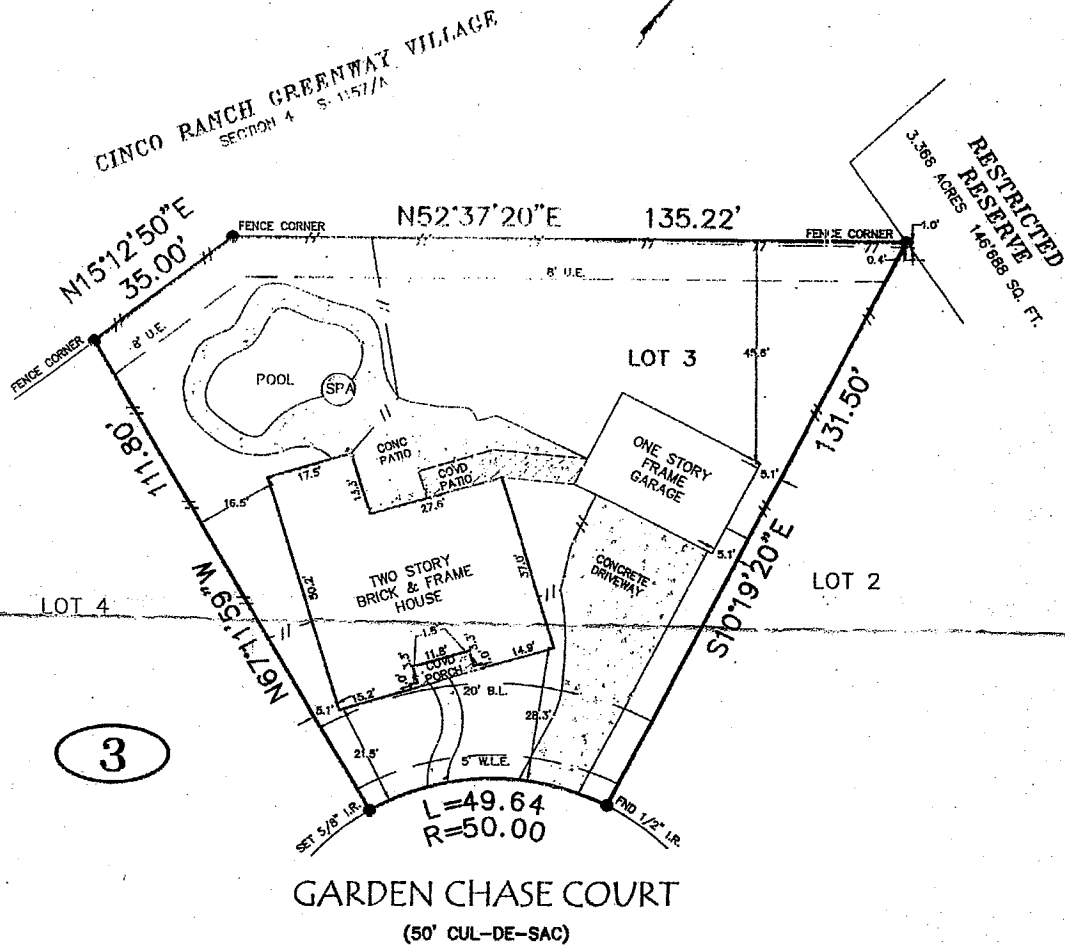 CINCO RANCH GREENWAY VILLAGE
SECTION 4 S-1157/A
RESTRICTED
RESERVE
3.368 ACRES 146'688 SQ. FT.
N15°12'50"E
35.00'
FENCE CORNER
N52°37'20"E 135.22'
FENCE CORNER
1.0'
0.4'
FENCE CORNER
8' U.E.
8' U.E.
LOT 3
45.6'
POOL
SPA
111.80'
N67°11'59"W
131.50'
S10°19'20"E
CONC
PATIO
COVD
PATIO
ONE STORY
FRAME
GARAGE
5.1'
5.1'
17.5'
16.5'
27.6'
37.0'
50.2'
TWO STORY
BRICK & FRAME
HOUSE
CONCRETE
DRIVEWAY
LOT 4
LOT 2
1.5'
11.8'
14.9'
COVD
PORCH
15.2'
5.1'
20' B.L.
28.3'
21.5'
5' W.L.E.
3
SET 5/8" I.R.
L=49.64
R=50.00
FND 1/2" I.R.
GARDEN CHASE COURT
(50' CUL-DE-SAC)